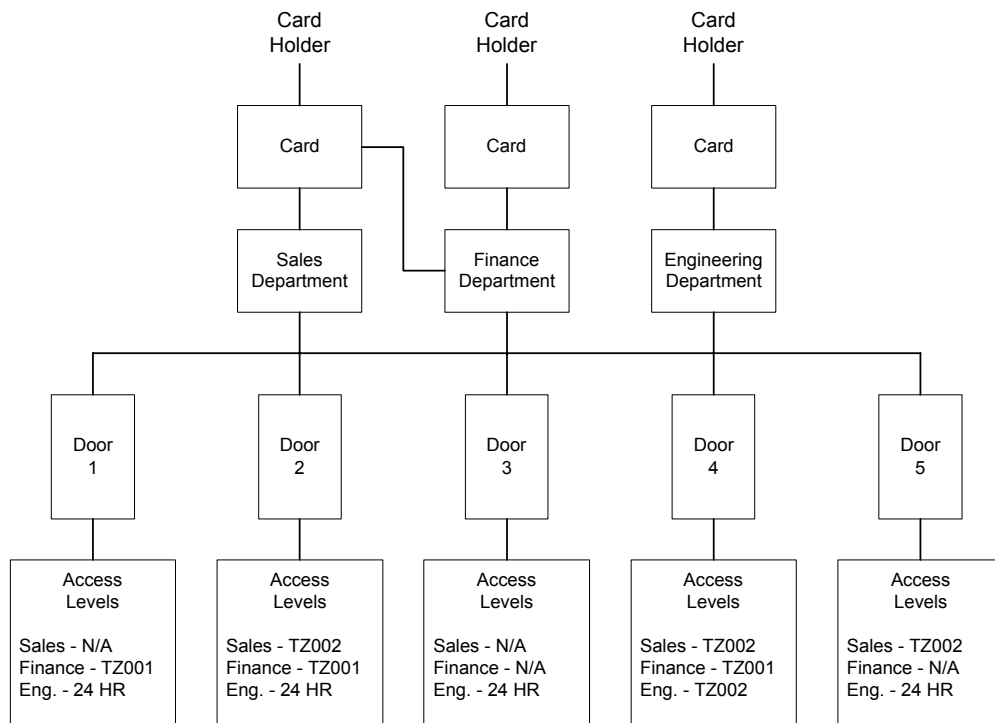 Card
Holder
Card
Holder
Card
Holder
Card
Card
Card
Sales
Department
Finance
Department
Engineering
Department
Door
1
Door
2
Door
3
Door
4
Door
5
Access
Levels
Sales - N/A
Finance - TZ001
Eng. - 24 HR
Access
Levels
Sales - TZ002
Finance - TZ001
Eng. - 24 HR
Access
Levels
Sales - N/A
Finance - N/A
Eng. - 24 HR
Access
Levels
Sales - TZ002
Finance - TZ001
Eng. - TZ002
Access
Levels
Sales - TZ002
Finance - N/A
Eng. - 24 HR